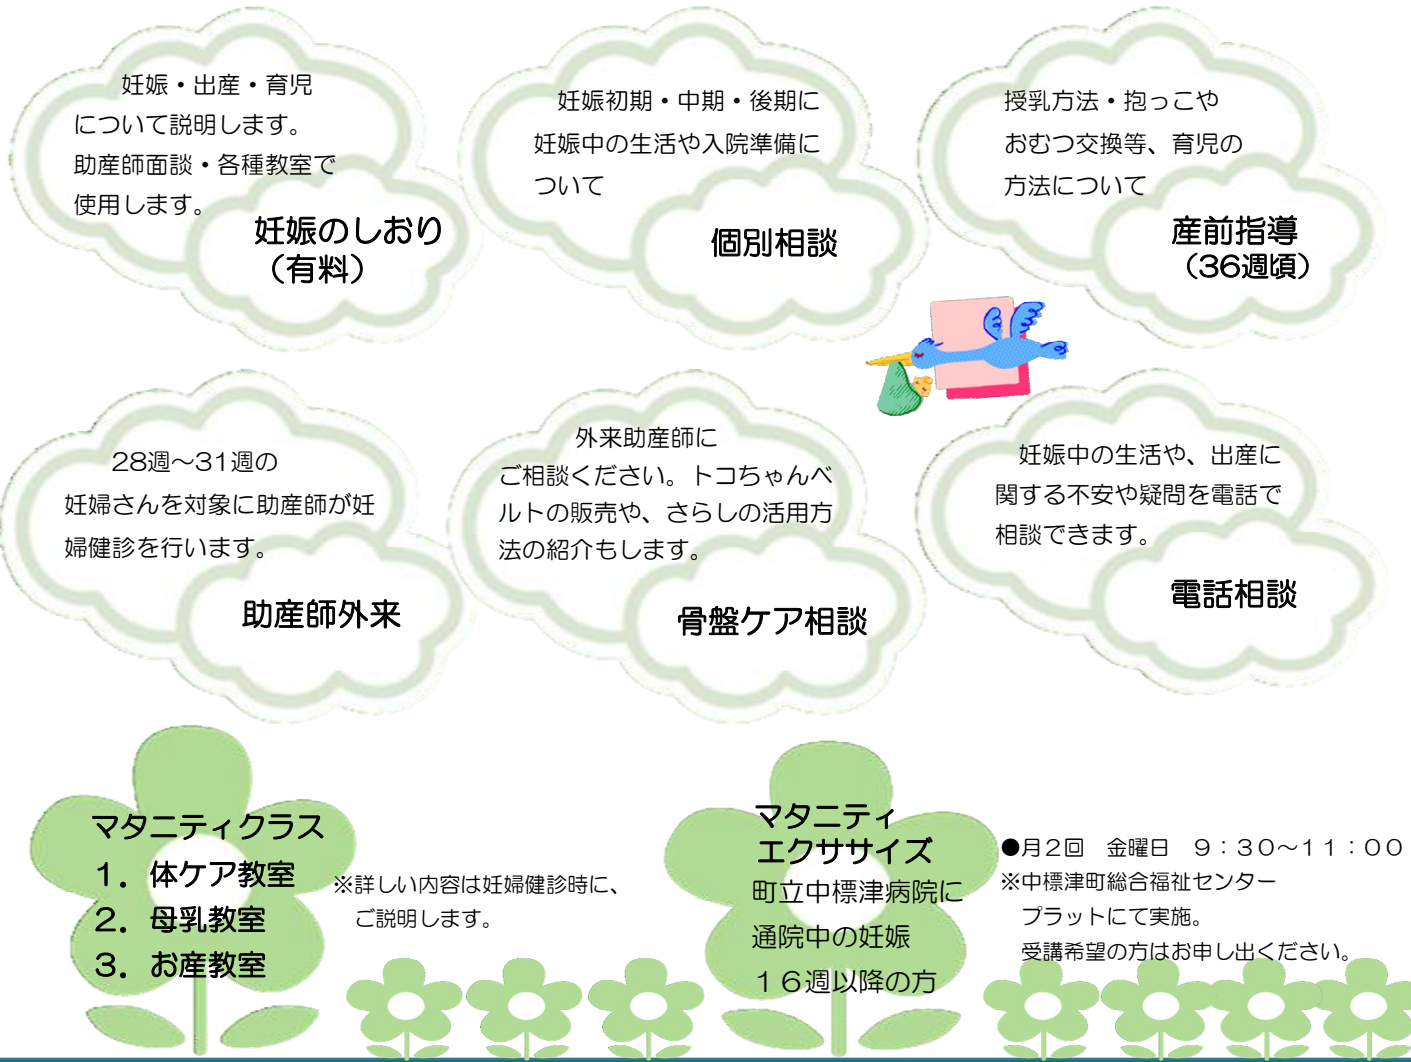 妊娠・出産・育児
について説明します。
助産師面談・各種教室で
使用します。
妊娠のしおり
（有料）
妊娠初期・中期・後期に
妊娠中の生活や入院準備に
ついて
個別相談
授乳方法・抱っこや
おむつ交換等、育児の
方法について
産前指導
（36週頃）
28週～31週の
妊婦さんを対象に助産師が妊
婦健診を行います。
助産師外来
外来助産師に
ご相談ください。トコちゃんベ
ルトの販売や、さらしの活用方
法の紹介もします。
骨盤ケア相談
妊娠中の生活や、出産に
関する不安や疑問を電話で
相談できます。
電話相談
マタニティクラス
１．体ケア教室
２．母乳教室
３．お産教室
※詳しい内容は妊婦健診時に、
ご説明します。
マタニティ
エクササイズ
町立中標津病院に
通院中の妊娠
１６週以降の方
●月２回　金曜日　９：３０～１１：００
※中標津町総合福祉センター
プラットにて実施。
受講希望の方はお申し出ください。